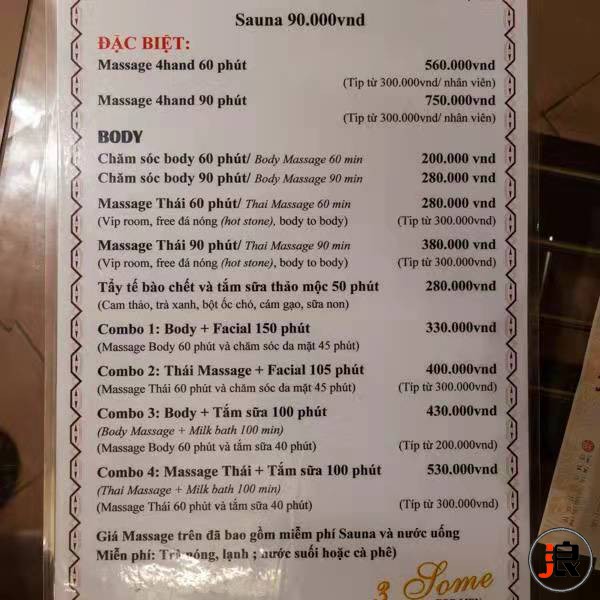 Sauna 90.000vnd
ĐẶC BIỆT:
Massage 4hand 60 phút 560.000vnd
(Tip từ 300.000vnd/ nhân viên)
Massage 4hand 90 phút 750.000vnd
(Tip từ 300.000vnd/ nhân viên)
BODY
Chăm sóc body 60 phút/ Body Massage 60 min 200.000 vnd
Chăm sóc body 90 phút/ Body Massage 90 min 280.000 vnd
Massage Thái 60 phút/ Thai Massage 60 min 280.000 vnd
(Vip room, free đá nóng (hot stone), body to body) (Tip từ 300.000vnd)
Massage Thái 90 phút/ Thai Massage 90 min 380.000 vnd
(Vip room, free đá nóng (hot stone), body to body) (Tip từ 300.000vnd)
Tẩy tế bào chết và tắm sữa thảo mộc 50 phút 280.000vnd
(Cam thảo, trà xanh, bột ốc chó, cám gạo, sữa non)
Combo 1: Body + Facial 150 phút 330.000vnd
(Massage Body 60 phút và chăm sóc da mặt 45 phút)
Combo 2: Thái Massage + Facial 105 phút 400.000vnd
(Massage Thái 60 phút và chăm sóc da mặt 45 phút) (Típ từ 300.000vnd)
Combo 3: Body + Tắm sữa 100 phút 430.000vnd
(Body Massage + Milk bath 100 min)
(Massage Body 60 phút và tắm sữa 40 phút) (Típ từ 200.000vnd)
Combo 4: Massage Thái + Tắm sữa 100 phút 530.000vnd
(Thai Massage + Milk bath 100 min)
(Massage Thái 60 phút và tắm sữa 40 phút) (Típ từ 300.000vnd)
Giá Massage trên đã bao gồm miễn phí Sauna và nước uống
Miễn phí: Trà nóng, lạnh ; nước suối hoặc cà phê)
3 Some